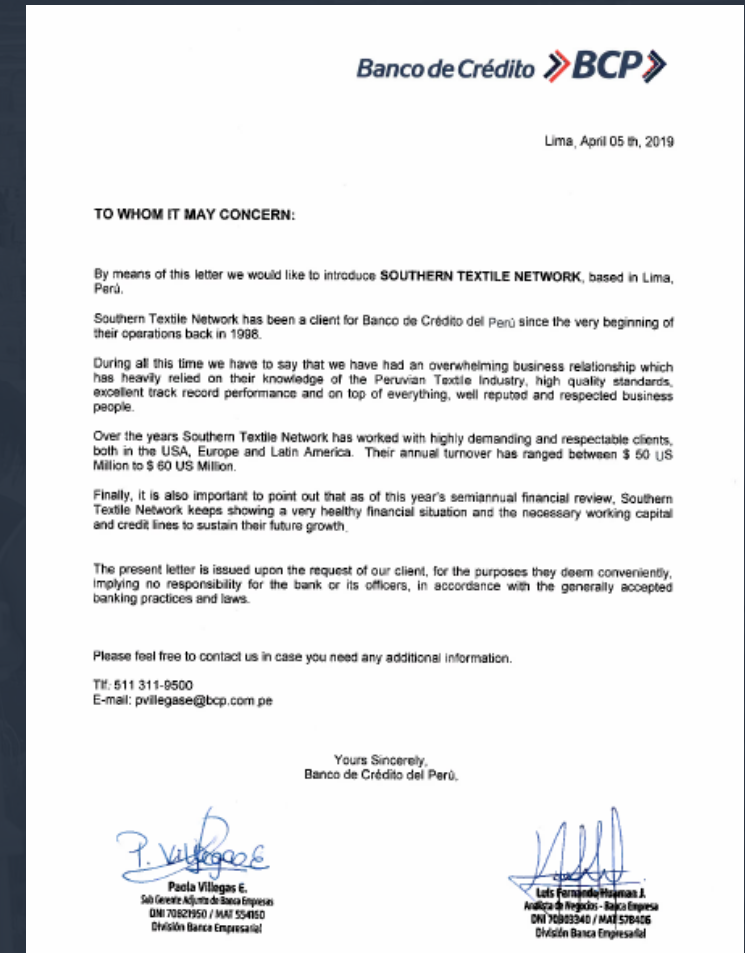 Banco de Crédito BCP
Lima, April 05 th, 2019
TO WHOM IT MAY CONCERN:
By means of this letter we would like to introduce SOUTHERN TEXTILE NETWORK, based in Lima,
Perú.
Southern Textile Network has been a client for Banco de Crédito del Perú since the very beginning of
their operations back in 1998.
During all this time we have to say that we have had an overwhelming business relationship which
has heavily relied on their knowledge of the Peruvian Textile Industry, high quality standards,
excellent track record performance and on top of everything, well reputed and respected business
people.
Over the years Southern Textile Network has worked with highly demanding and respectable clients,
both in the USA, Europe and Latin America. Their annual turnover has ranged between $ 50 US
Million to $ 60 US Million.
Finally, it is also important to point out that as of this year's semiannual financial review, Southern
Textile Network keeps showing a very healthy financial situation and the necessary working capital
and credit lines to sustain their future growth.
The present letter is issued upon the request of our client, for the purposes they deem conveniently,
implying no responsibility for the bank or its officers, in accordance with the generally accepted
banking practices and laws.
Please feel free to contact us in case you need any additional information.
Tlf: 511 311-9500
E-mail: pvillegase@bcp.com.pe
Yours Sincerely,
Banco de Crédito del Perú.
P. Villegas E
Paola Villegas E.
Sub Gerente Adjunto de Banca Empresas
DNI 70821950 / MAT S54150
División Banca Empresarial
Luis Fernando Huaman J.
Analista de Negocios - Banca Empresa
DNI 70303340 / MAT S78406
División Banca Empresarial